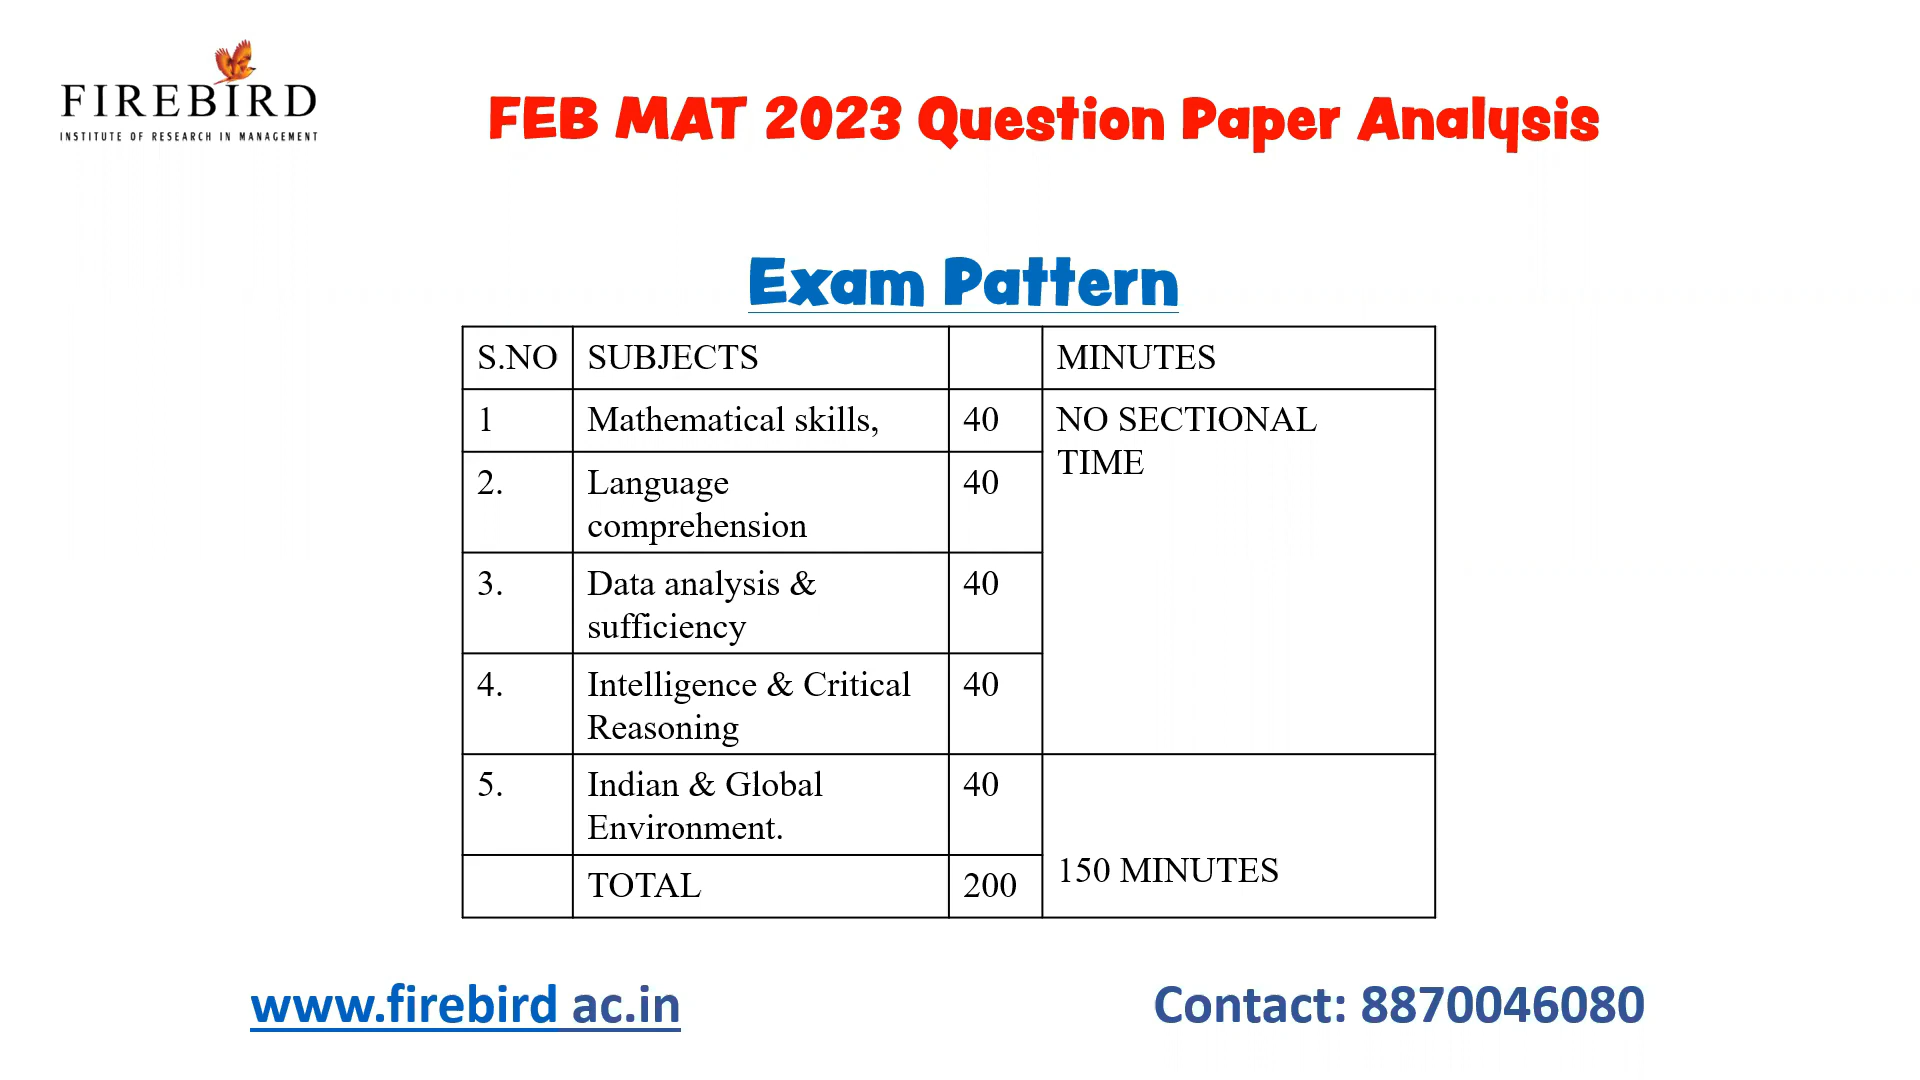 FIREBIRD
INSTITUTE OF RESEARCH IN MANAGEMENT
FEB MAT 2023 Question Paper Analysis
Exam Pattern
S.NO SUBJECTS MINUTES
1 Mathematical skills, 40 NO SECTIONAL
TIME
2. Language 40
comprehension
3. Data analysis & 40
sufficiency
4. Intelligence & Critical 40
Reasoning
5. Indian & Global 40
Environment.
150 MINUTES
TOTAL 200
www.firebird ac.in Contact: 8870046080